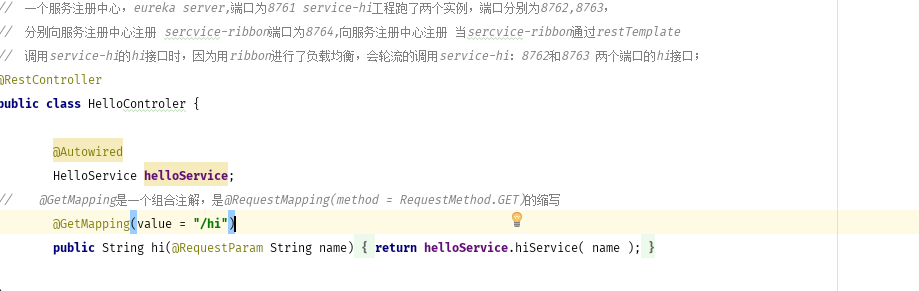 // 一个服务注册中心，eureka server,端口为8761 service-hi工程跑了两个实例，端口分别为8762,8763，
// 分别向服务注册中心注册 sercvice-ribbon端口为8764,向服务注册中心注册 当sercvice-ribbon通过restTemplate
// 调用service-hi的hi接口时，因为用ribbon进行了负载均衡，会轮流的调用service-hi：8762和8763 两个端口的hi接口；
@RestController
public class HelloControler {
@Autowired
HelloService helloService;
// @GetMapping是一个组合注解，是@RequestMapping(method = RequestMethod.GET)的缩写
@GetMapping(value = "/hi")
public String hi(@RequestParam String name) { return helloService.hiService( name ); }